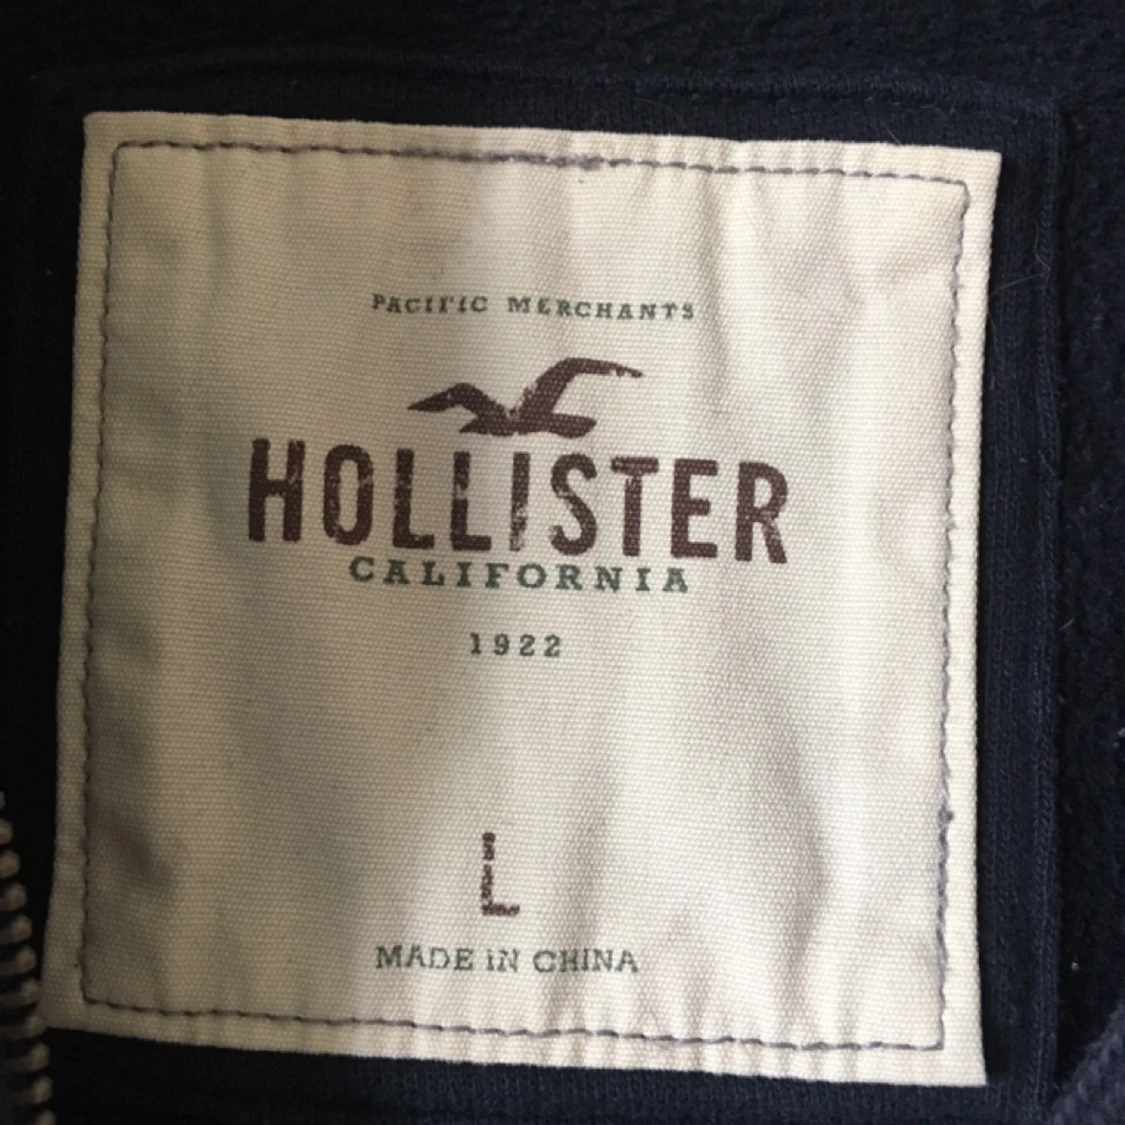 PACIFIC MERCHANTS
HOLLISTER
CALIFORNIA
1922
L
MADE IN CHINA